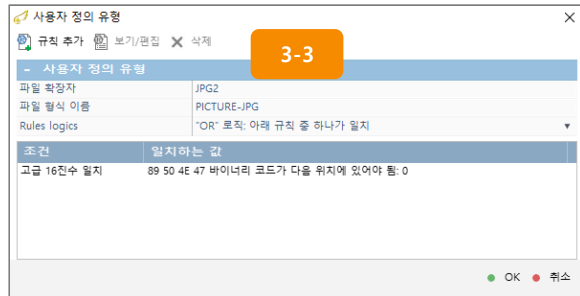 사용자 정의 유형
규칙 추가 보기/편집 삭제
3-3
- 사용자 정의 유형
파일 확장자 JPG2
파일 형식 이름 PICTURE-JPG
Rules logics "OR" 로직: 아래 규칙 중 하나가 일치
조건 일치하는 값
고급 16진수 일치 89 50 4E 47 바이너리 코드가 다음 위치에 있어야 됨: 0
OK 취소